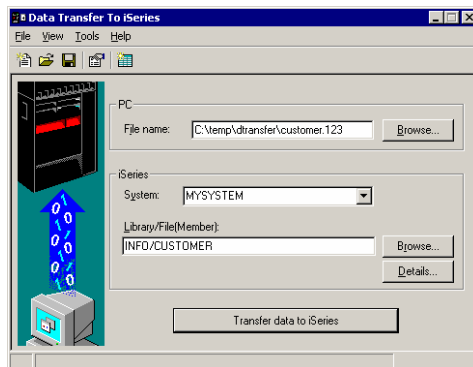 Data Transfer To iSeries
File View Tools Help
PC
File name: C:\temp\dtransfer\customer.123 Browse...
iSeries
System: MYSYSTEM
Library/File(Member):
INFO/CUSTOMER Browse...
Details...
Transfer data to iSeries